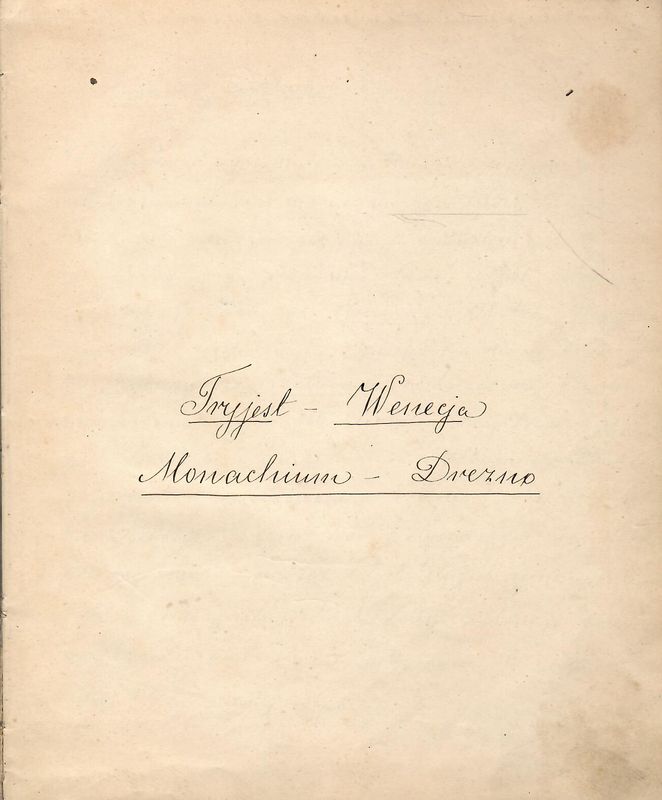 Tryjest – Wenecja
Monachium – Drezno